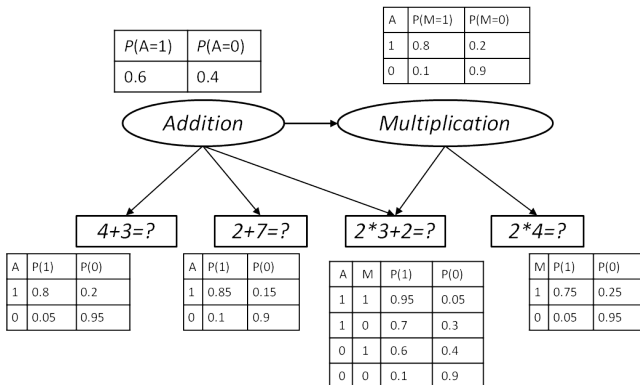 P(A=1) P(A=0)
0.6 0.4
A P(M=1) P(M=0)
1 0.8 0.2
0 0.1 0.9
Addition
Multiplication
4+3=?
2+7=?
2*3+2=?
2*4=?
A P(1) P(0)
1 0.8 0.2
0 0.05 0.95
A P(1) P(0)
1 0.85 0.15
0 0.1 0.9
A M P(1) P(0)
1 1 0.95 0.05
1 0 0.7 0.3
0 1 0.6 0.4
0 0 0.1 0.9
M P(1) P(0)
1 0.75 0.25
0 0.05 0.95